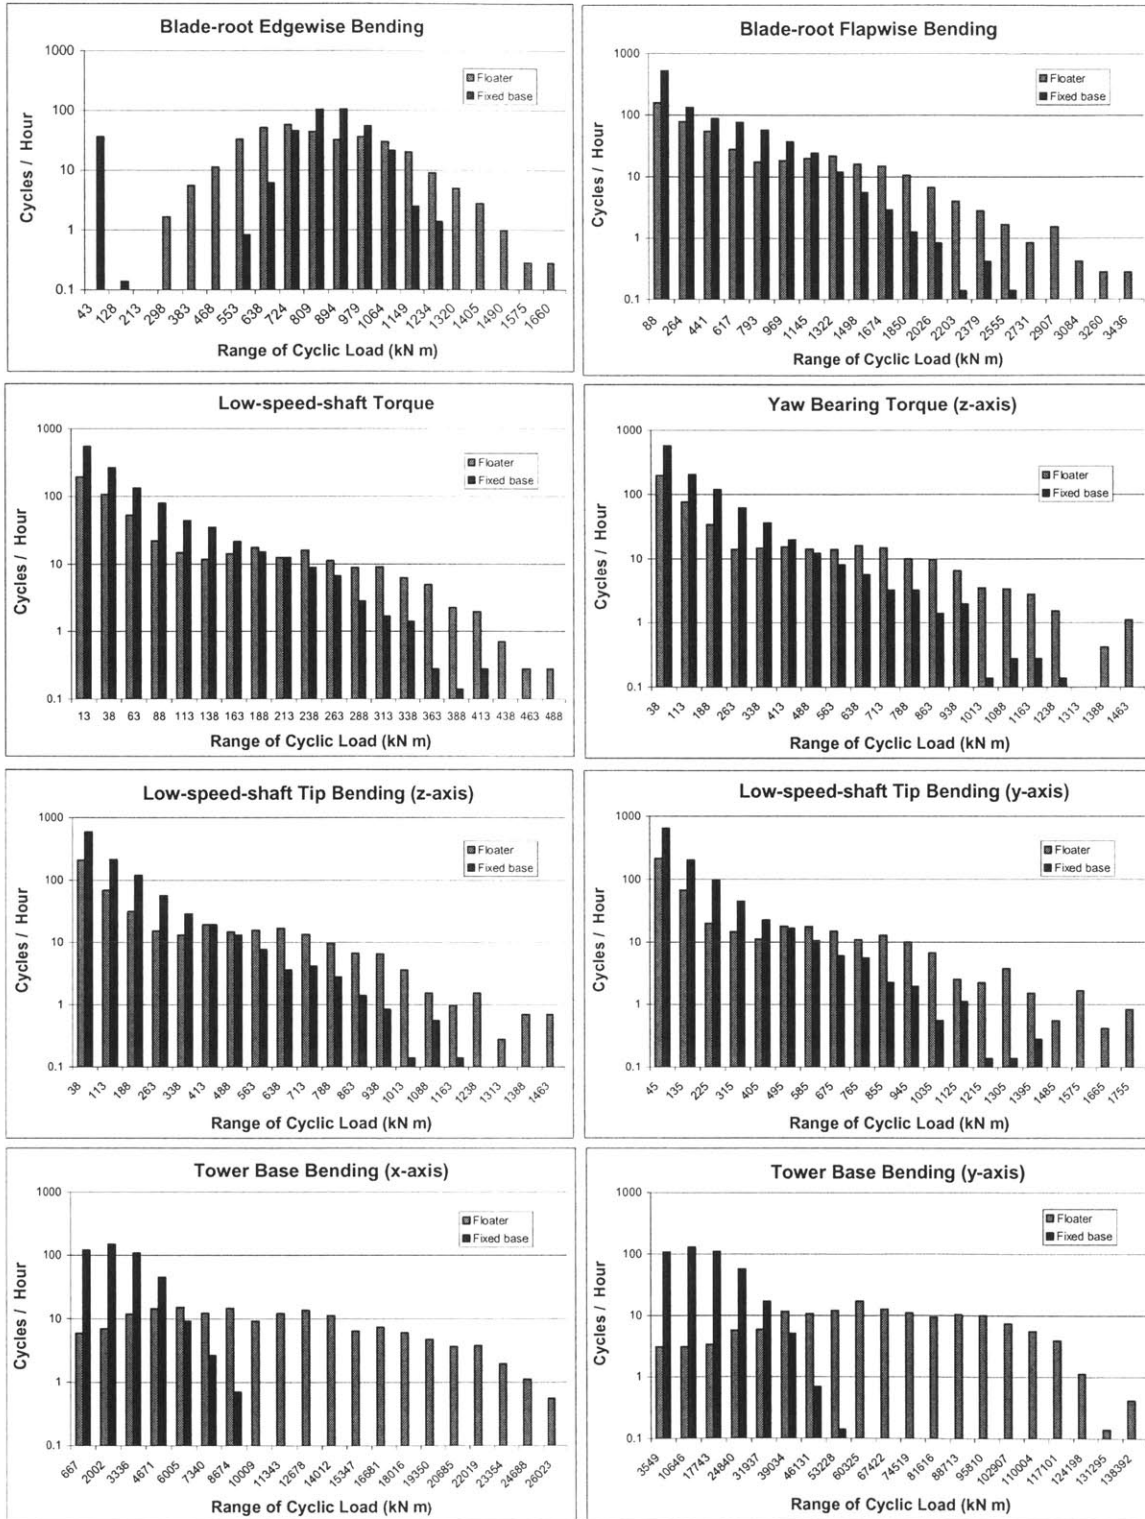 Blade-root Edgewise Bending
1000
100
10
1
0.1
Cycles / Hour
Floater
Fixed base
43 128 213 298 383 468 553 638 724 809 894 979 1064 1149 1234 1320 1405 1490 1575 1660
Range of Cyclic Load (kN m)
Blade-root Flapwise Bending
1000
100
10
1
0.1
Cycles / Hour
Floater
Fixed base
88 264 441 617 793 969 1145 1322 1498 1674 1850 2026 2203 2379 2555 2731 2907 3084 3260 3436
Range of Cyclic Load (kN m)
Low-speed-shaft Torque
1000
100
10
1
0.1
Cycles / Hour
Floater
Fixed base
13 38 63 88 113 138 163 188 213 238 263 288 313 338 363 388 413 438 463 488
Range of Cyclic Load (kN m)
Yaw Bearing Torque (z-axis)
1000
100
10
1
0.1
Cycles / Hour
Floater
Fixed base
38 113 188 263 338 413 488 563 638 713 788 863 938 1013 1088 1163 1238 1313 1388 1463
Range of Cyclic Load (kN m)
Low-speed-shaft Tip Bending (z-axis)
1000
100
10
1
0.1
Cycles / Hour
Floater
Fixed base
38 113 188 263 338 413 488 563 638 713 788 863 938 1013 1088 1163 1238 1313 1388 1463
Range of Cyclic Load (kN m)
Low-speed-shaft Tip Bending (y-axis)
1000
100
10
1
0.1
Cycles / Hour
Floater
Fixed base
45 135 225 315 405 495 585 675 765 855 945 1035 1125 1215 1305 1395 1485 1575 1665 1755
Range of Cyclic Load (kN m)
Tower Base Bending (x-axis)
1000
100
10
1
0.1
Cycles / Hour
Floater
Fixed base
667 2002 3336 4671 6005 7340 8674 10009 11343 12678 14012 15347 16681 18016 19350 20685 22019 23354 24688 26023
Range of Cyclic Load (kN m)
Tower Base Bending (y-axis)
1000
100
10
1
0.1
Cycles / Hour
Floater
Fixed base
3549 10646 17743 24840 31937 39034 46131 53228 60325 67422 74519 81616 88713 95810 102907 110004 117101 124198 131295 138392
Range of Cyclic Load (kN m)